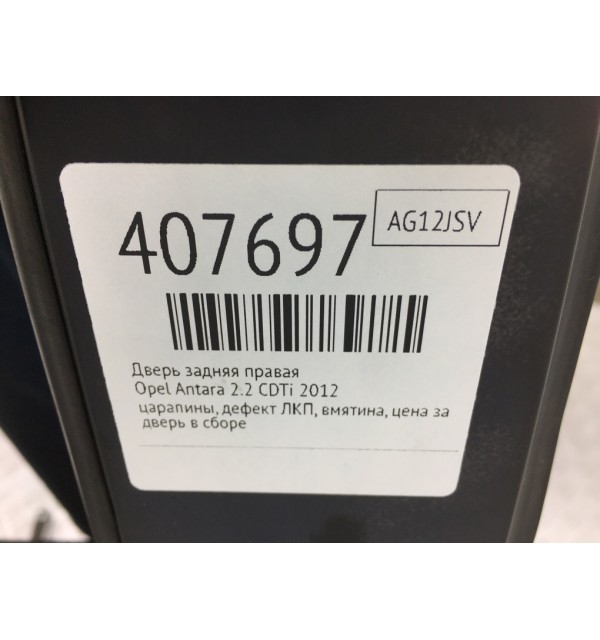 407697
AG12JSV
Дверь задняя правая
Opel Antara 2.2 CDTi 2012
царапины, дефект ЛКП, вмятина, цена за
дверь в сборе